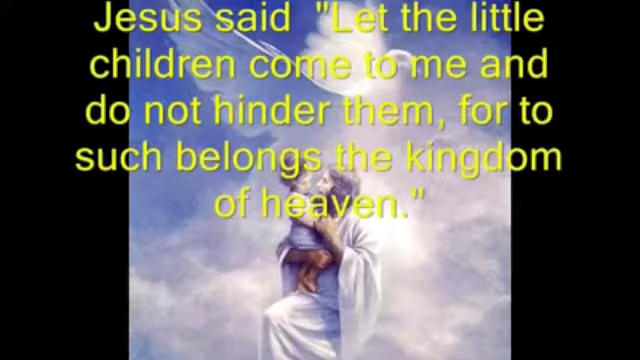 Jesus said  "Let the little
children come to me and
do not hinder them, for to
such belongs the kingdom
of heaven."